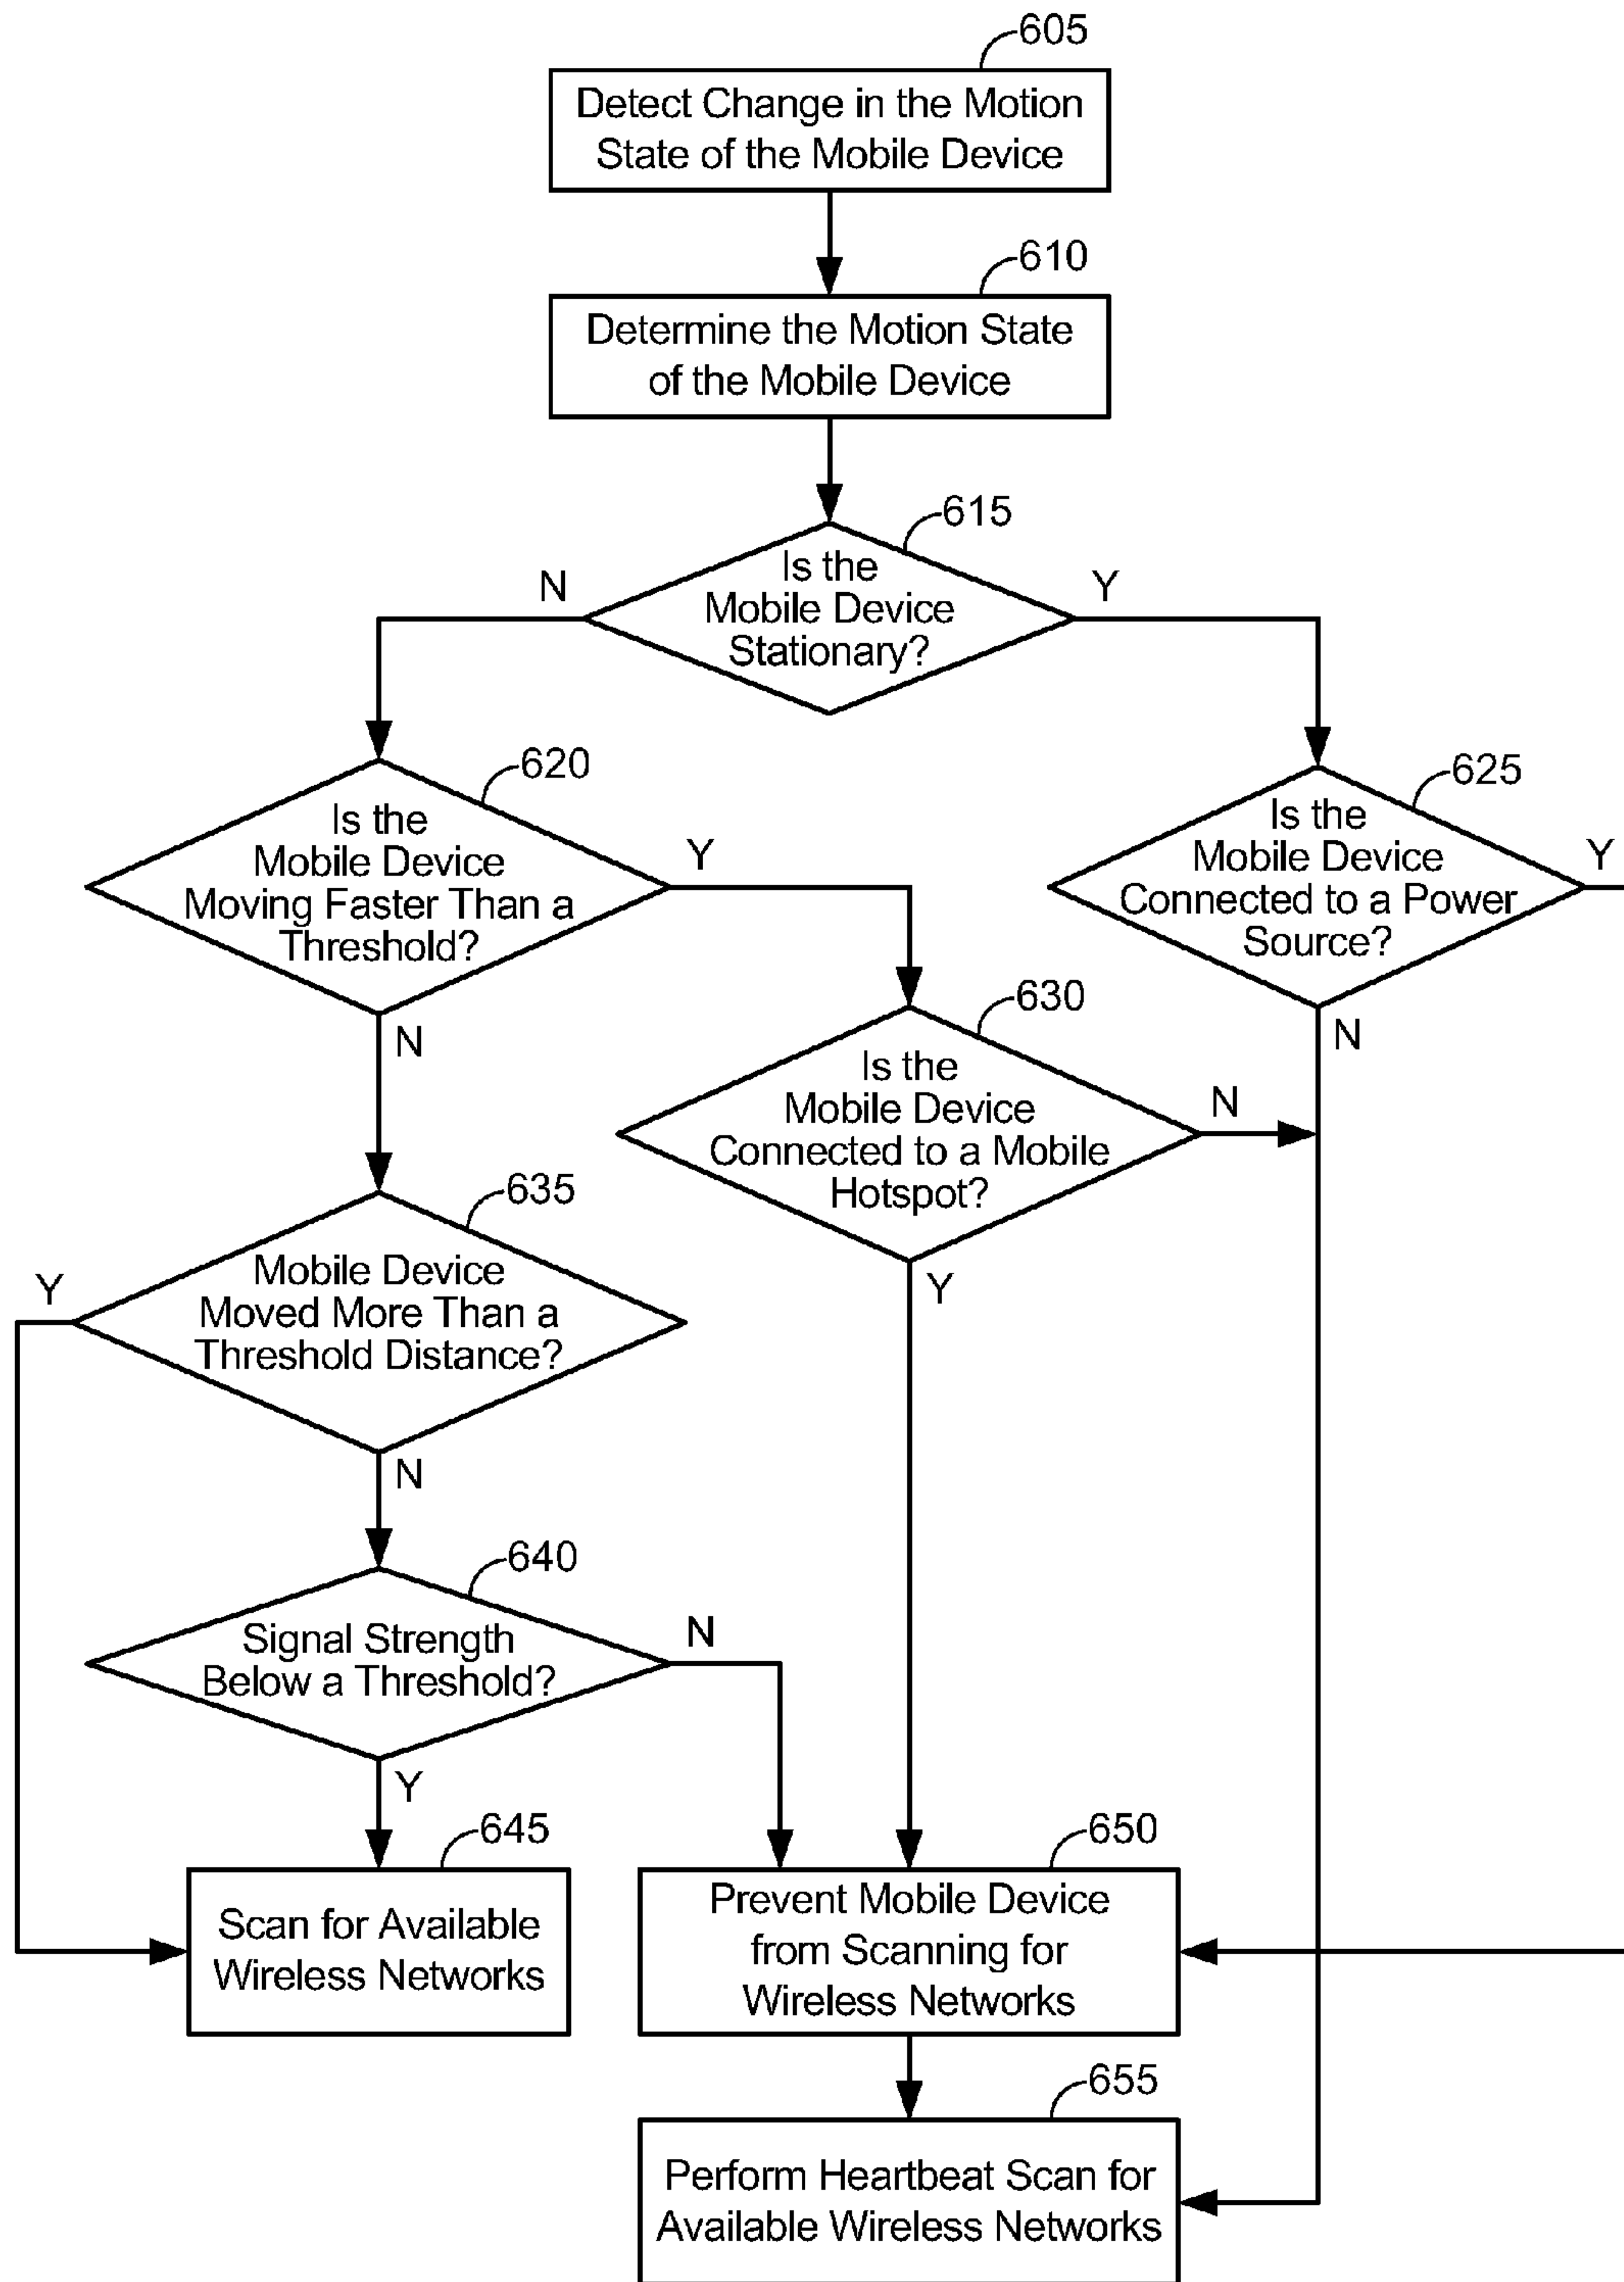 605
Detect Change in the Motion
State of the Mobile Device
610
Determine the Motion State
of the Mobile Device
615
Is the
Mobile Device
Stationary?
N
Y
620
Is the
Mobile Device
Moving Faster Than a
Threshold?
Y
N
625
Is the
Mobile Device
Connected to a Power
Source?
Y
N
630
Is the
Mobile Device
Connected to a Mobile
Hotspot?
N
Y
635
Mobile Device
Moved More Than a
Threshold Distance?
Y
N
640
Signal Strength
Below a Threshold?
N
Y
645
Scan for Available
Wireless Networks
650
Prevent Mobile Device
from Scanning for
Wireless Networks
655
Perform Heartbeat Scan for
Available Wireless Networks